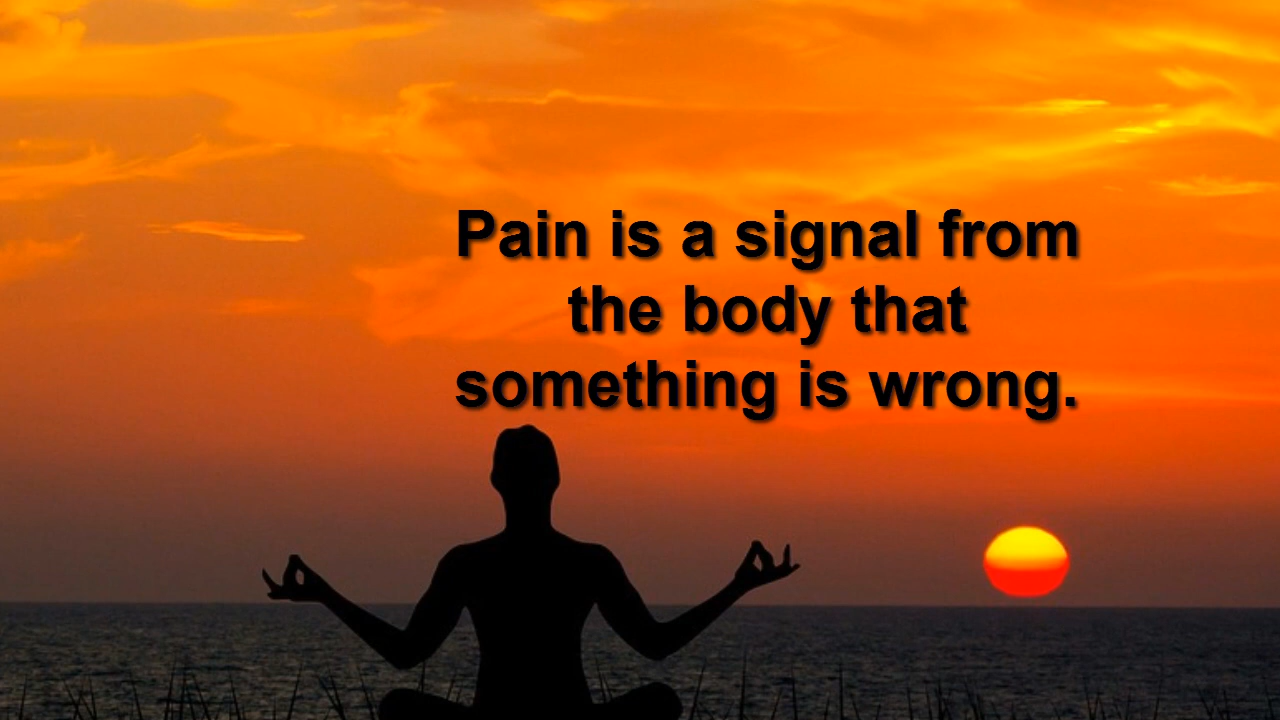 Pain is a signal from
the body that
something is wrong.